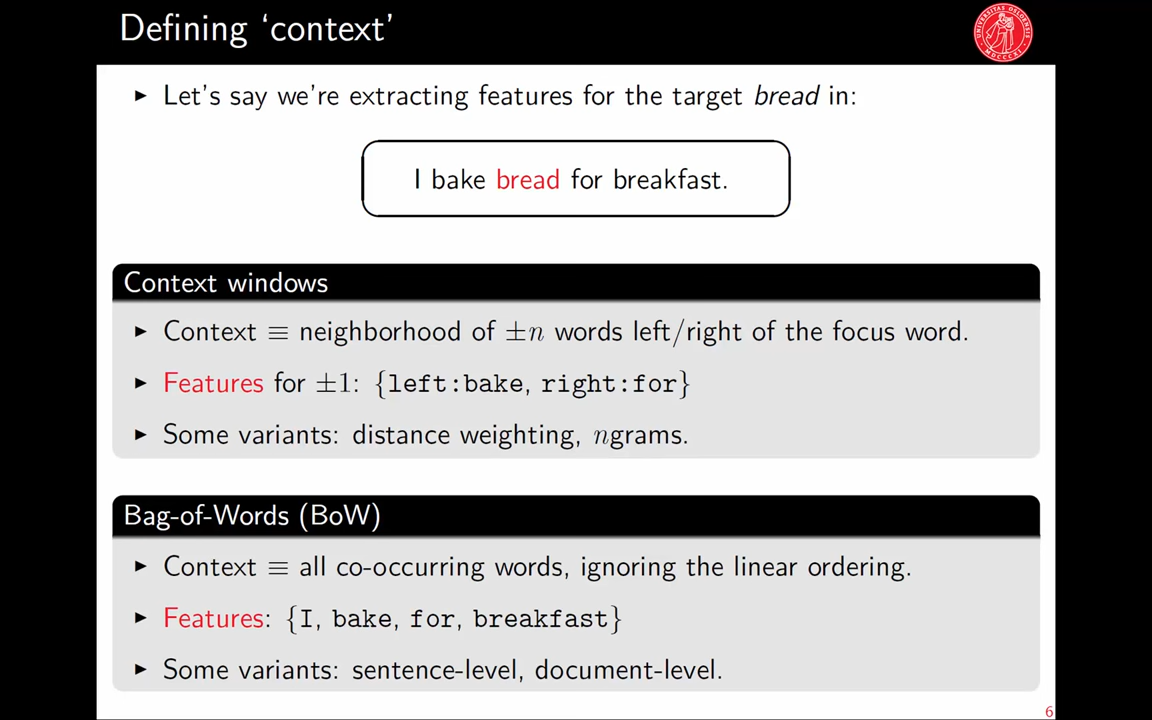 Defining ‘context’
► Let's say we're extracting features for the target bread in:
I bake bread for breakfast.
Context windows
► Context ≡ neighborhood of ±n words left/right of the focus word.
► Features for ±1: {left:bake, right:for}
► Some variants: distance weighting, ngrams.
Bag-of-Words (BoW)
► Context ≡ all co-occurring words, ignoring the linear ordering.
► Features: {I, bake, for, breakfast}
► Some variants: sentence-level, document-level.
6